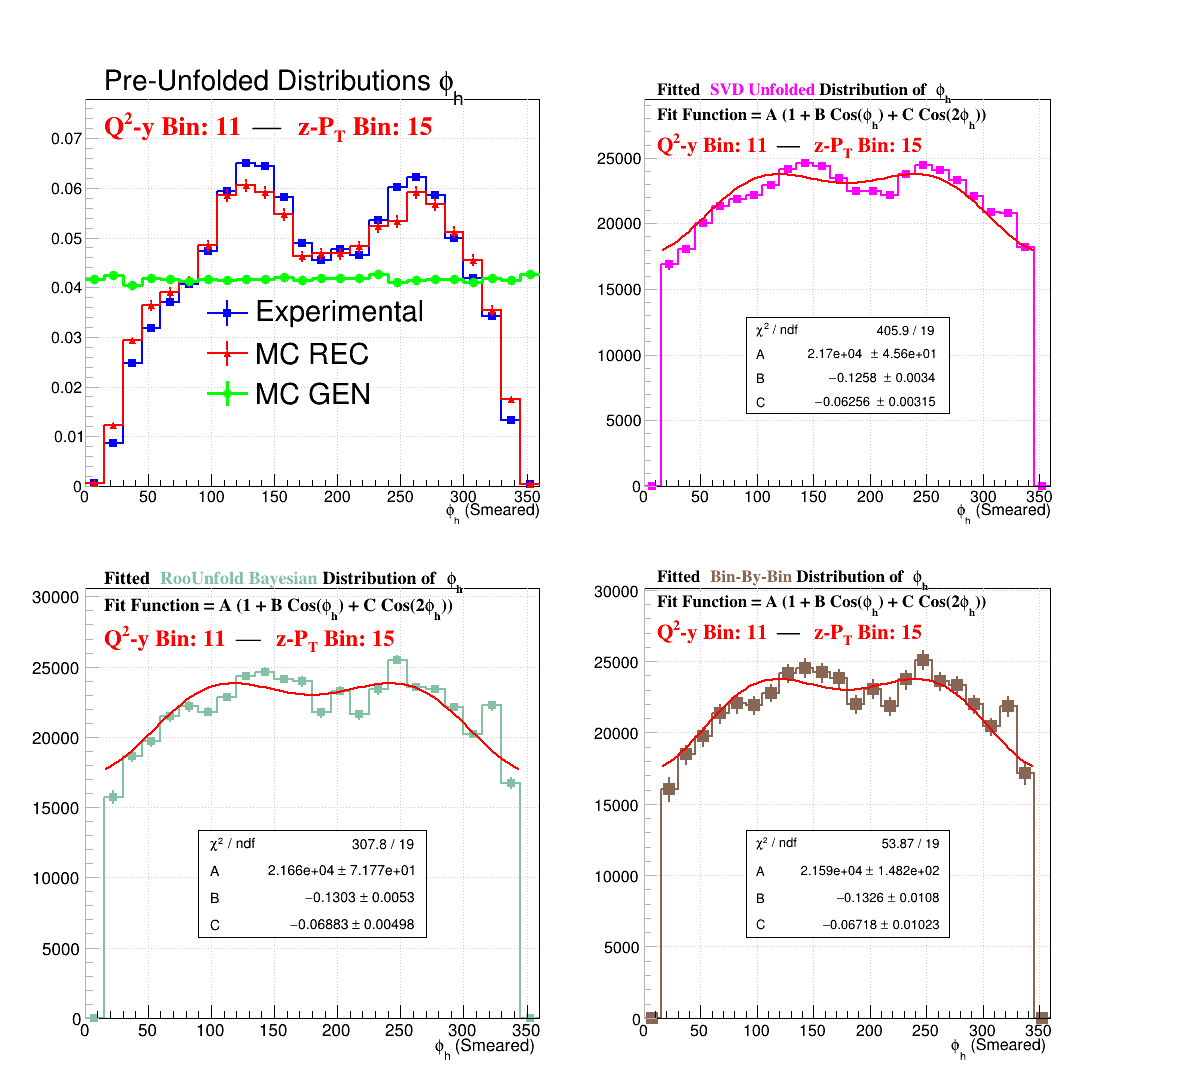 Pre-Unfolded Distributions ϕh
Q²-y Bin: 11 — z-PT Bin: 15
0.07
0.06
0.05
0.04
0.03
0.02
0.01
0
Experimental
MC REC
MC GEN
0 50 100 150 200 250 300 350
ϕh (Smeared)
Fitted SVD Unfolded Distribution of ϕh
Fit Function = A (1 + B Cos(ϕh) + C Cos(2ϕh))
Q²-y Bin: 11 — z-PT Bin: 15
25000
20000
15000
10000
5000
0
χ² / ndf 405.9 / 19
A 2.17e+04 ± 4.56e+01
B −0.1258 ± 0.0034
C −0.06256 ± 0.00315
0 50 100 150 200 250 300 350
ϕh (Smeared)
Fitted RooUnfold Bayesian Distribution of ϕh
Fit Function = A (1 + B Cos(ϕh) + C Cos(2ϕh))
Q²-y Bin: 11 — z-PT Bin: 15
30000
25000
20000
15000
10000
5000
0
χ² / ndf 307.8 / 19
A 2.166e+04 ± 7.177e+01
B −0.1303 ± 0.0053
C −0.06883 ± 0.00498
0 50 100 150 200 250 300 350
ϕh (Smeared)
Fitted Bin-By-Bin Distribution of ϕh
Fit Function = A (1 + B Cos(ϕh) + C Cos(2ϕh))
Q²-y Bin: 11 — z-PT Bin: 15
30000
25000
20000
15000
10000
5000
0
χ² / ndf 53.87 / 19
A 2.159e+04 ± 1.482e+02
B −0.1326 ± 0.0108
C −0.06718 ± 0.01023
0 50 100 150 200 250 300 350
ϕh (Smeared)